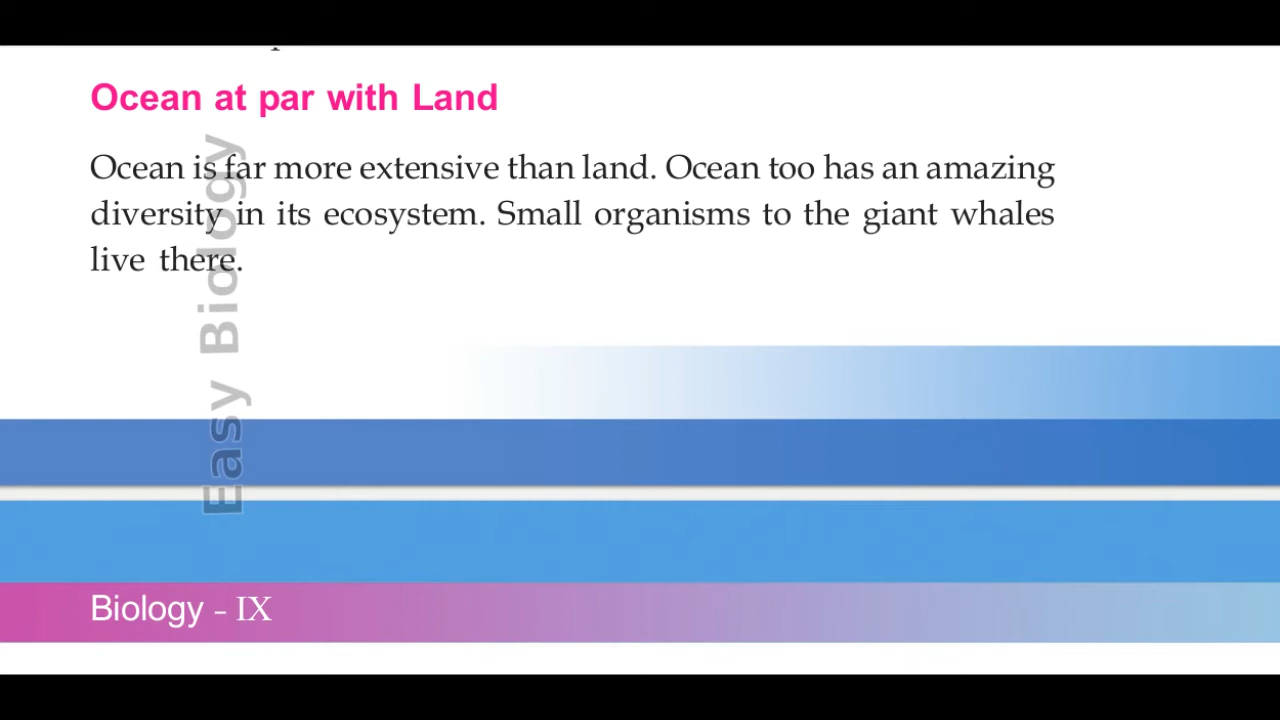 Ocean at par with Land
Ocean is far more extensive than land. Ocean too has an amazing
diversity in its ecosystem. Small organisms to the giant whales
live there.
Easy Biology
Biology - IX